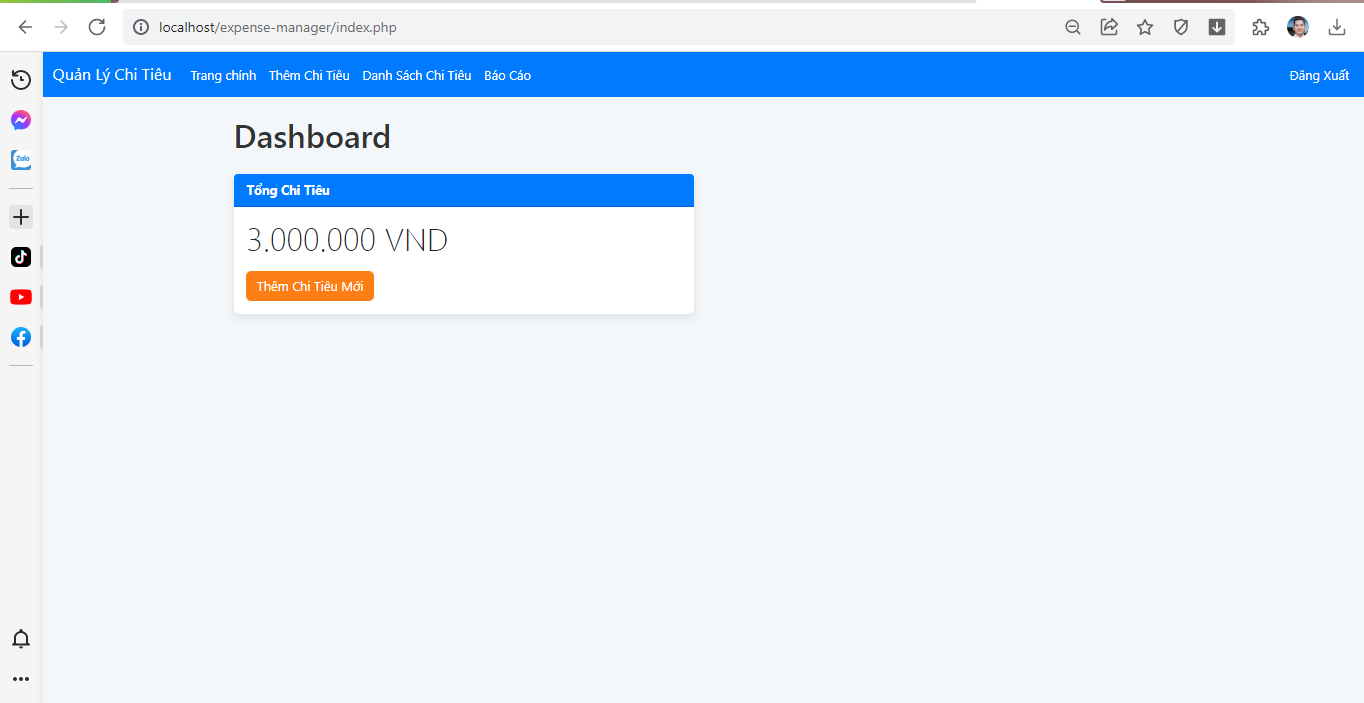 localhost/expense-manager/index.php
Quản Lý Chi Tiêu Trang chính Thêm Chi Tiêu Danh Sách Chi Tiêu Báo Cáo Đăng Xuất
Zalo
Dashboard
Tổng Chi Tiêu
3.000.000 VND
Thêm Chi Tiêu Mới